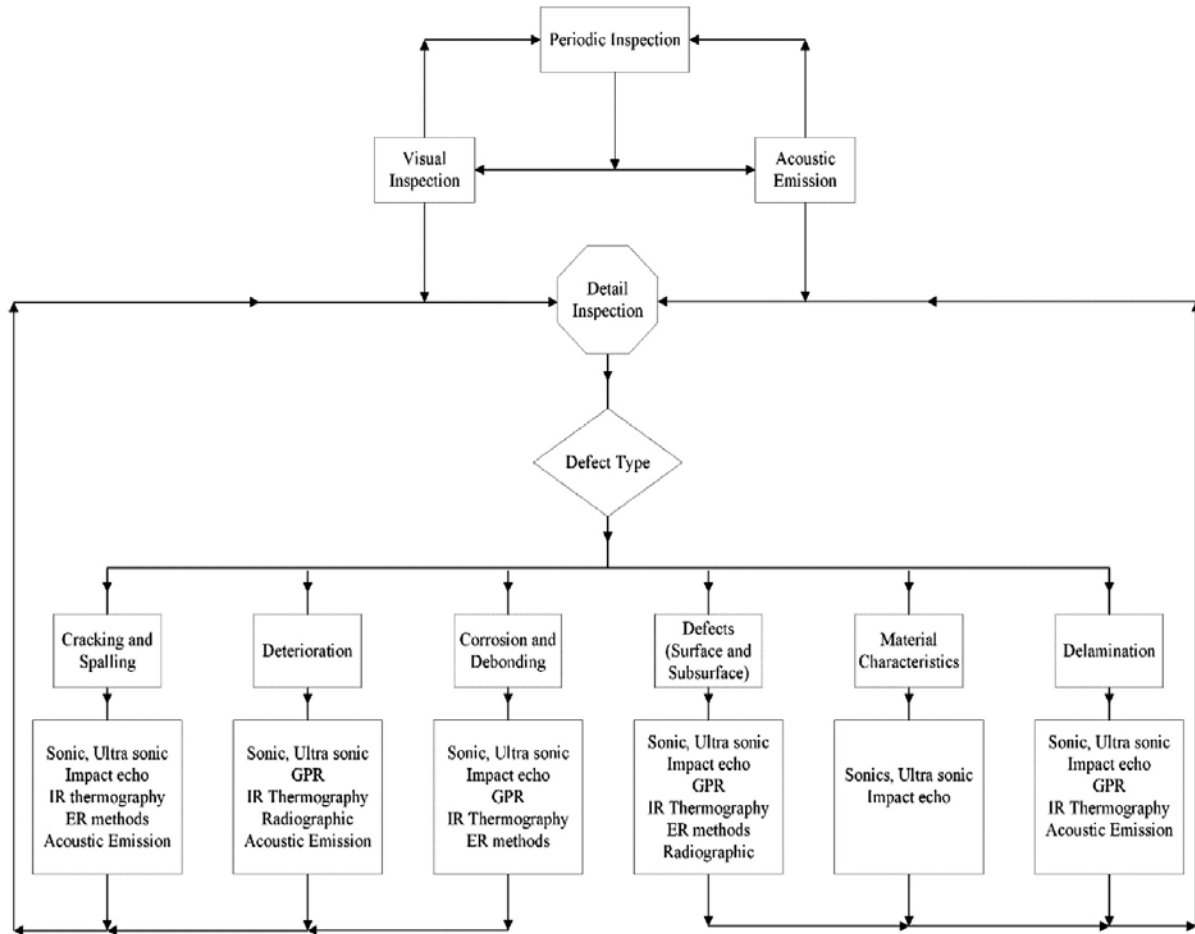 Periodic Inspection
Visual
Inspection
Acoustic
Emission
Detail
Inspection
Defect Type
Cracking and
Spalling
Deterioration
Corrosion and
Debonding
Defects
(Surface and
Subsurface)
Material
Characteristics
Delamination
Sonic, Ultra sonic
Impact echo
IR thermography
ER methods
Acoustic Emission
Sonic, Ultra sonic
GPR
IR Thermography
Radiographic
Acoustic Emission
Sonic, Ultra sonic
Impact echo
GPR
IR Thermography
ER methods
Sonic, Ultra sonic
Impact echo
GPR
IR Thermography
ER methods
Radiographic
Sonics, Ultra sonic
Impact echo
Sonic, Ultra sonic
Impact echo
GPR
IR Thermography
Acoustic Emission